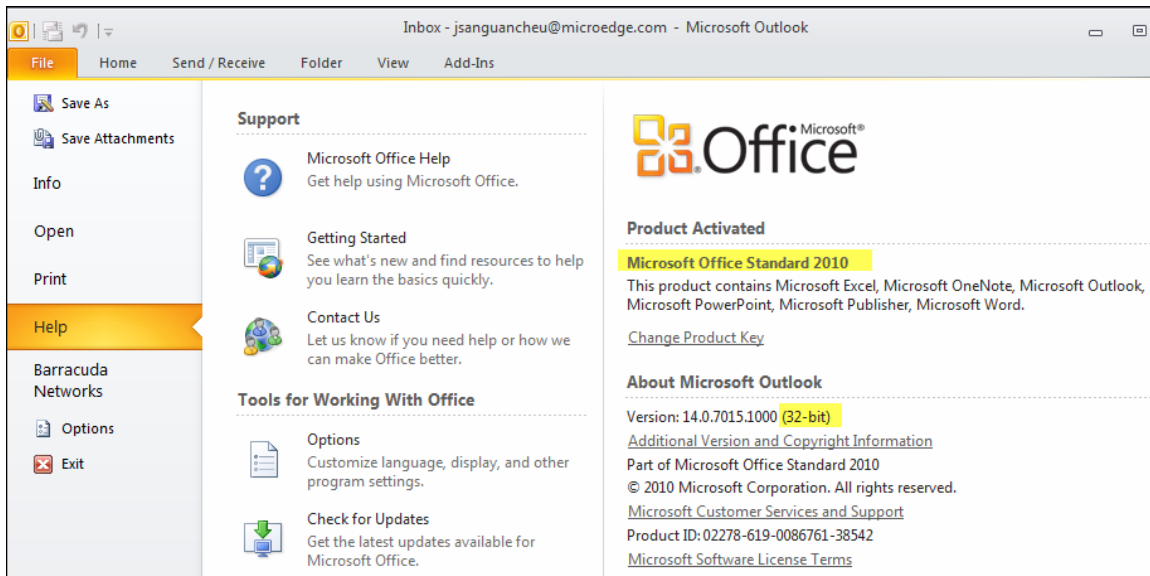 Inbox - jsanguancheu@microedge.com - Microsoft Outlook
File Home Send / Receive Folder View Add-Ins
Save As
Save Attachments
Info
Open
Print
Help
Barracuda
Networks
Options
Exit
Support
Microsoft Office Help
Get help using Microsoft Office.
Getting Started
See what's new and find resources to help
you learn the basics quickly.
Contact Us
Let us know if you need help or how we
can make Office better.
Tools for Working With Office
Options
Customize language, display, and other
program settings.
Check for Updates
Get the latest updates available for
Microsoft Office.
Microsoft®
Office
Product Activated
Microsoft Office Standard 2010
This product contains Microsoft Excel, Microsoft OneNote, Microsoft Outlook,
Microsoft PowerPoint, Microsoft Publisher, Microsoft Word.
Change Product Key
About Microsoft Outlook
Version: 14.0.7015.1000 (32-bit)
Additional Version and Copyright Information
Part of Microsoft Office Standard 2010
© 2010 Microsoft Corporation. All rights reserved.
Microsoft Customer Services and Support
Product ID: 02278-619-0086761-38542
Microsoft Software License Terms